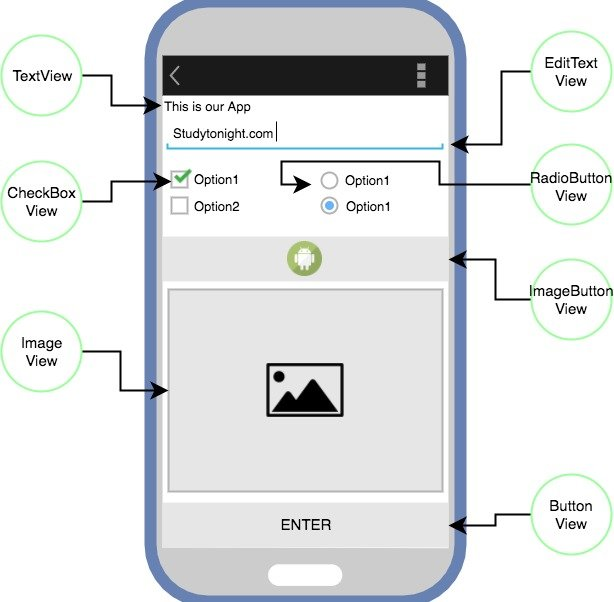 TextView
EditText
View
This is our App
Studytonight.com
CheckBox
View
Option1
Option2
Option1
Option1
RadioButton
View
ImageButton
View
Image
View
Button
View
ENTER